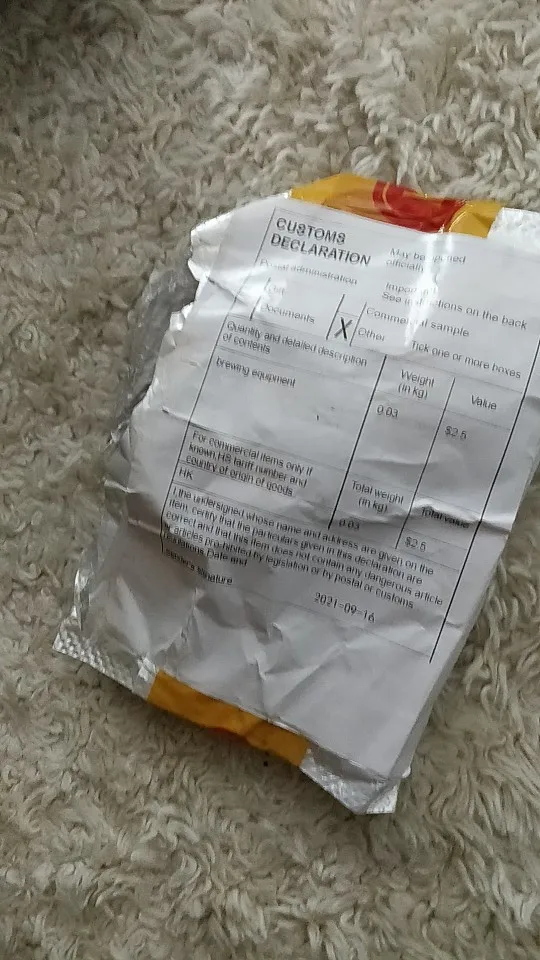 CUSTOMS
DECLARATION
May be opened
officially
Postal administration
Important
See instructions on the back
Gift
Commercial sample
Documents
X
Other
Tick one or more boxes
Quantity and detailed description
of contents
Weight
(in kg)
Value
brewing equipment
0.03
$2.5
For commercial items only If
known,HS tariff number and
country of origin of goods
Total weight
(in kg)
Total value
HK
0.03
$2.5
I,the undersigned whose name and address are given on the
item, certify that the particulars given in this declaration are
correct and that this item does not contain any dangerous article
articles prohibited by legislation or by postal or customs
regulations Date and
sender's signature
2021-09-16